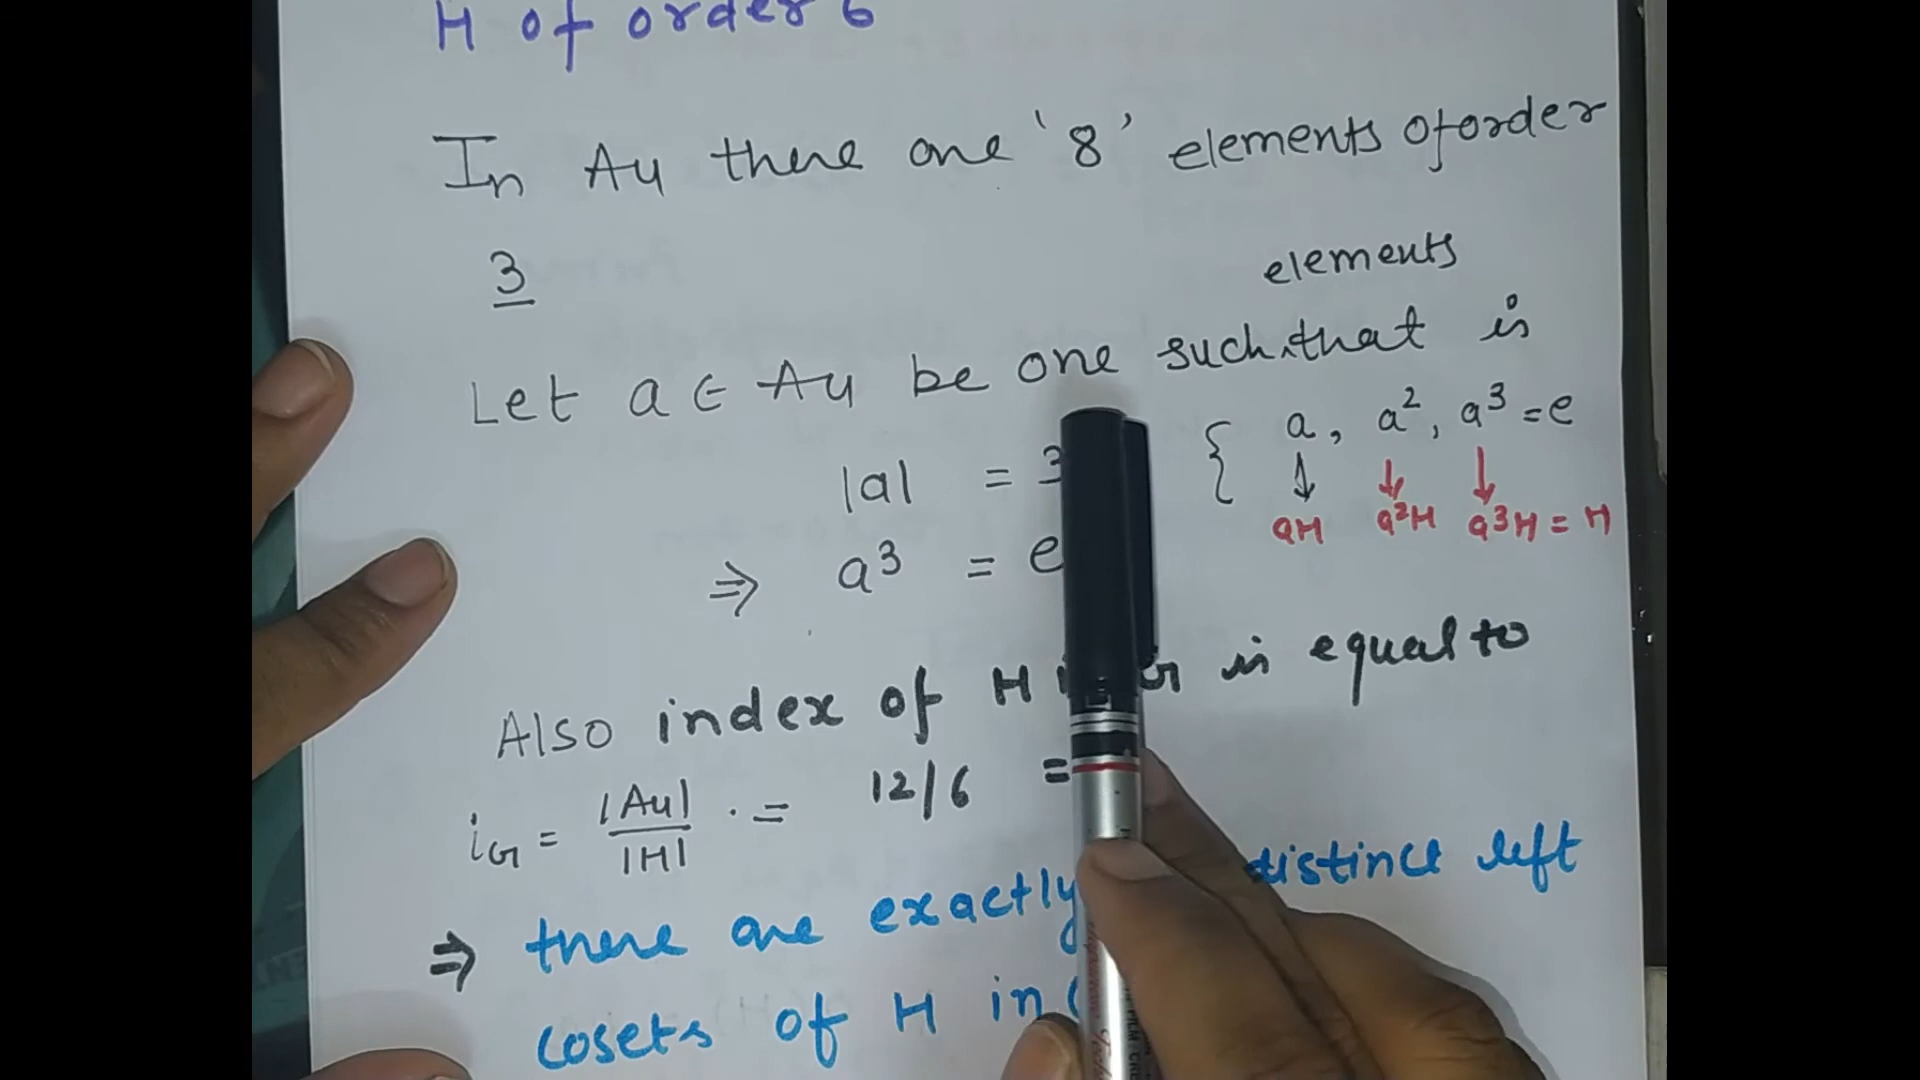 H of order 6
In A4 there are '8' elements of order
3
elements
Let a ∈ A4 be one such that is
|a| = 3
{ a, a², a³ = e
aH a²H a³H = H
⇒ a³ = e
Also index of H in G is equal to
iG = |A4| / |H| . = 12/6 =
⇒ there are exactly distinct left
cosets of H in